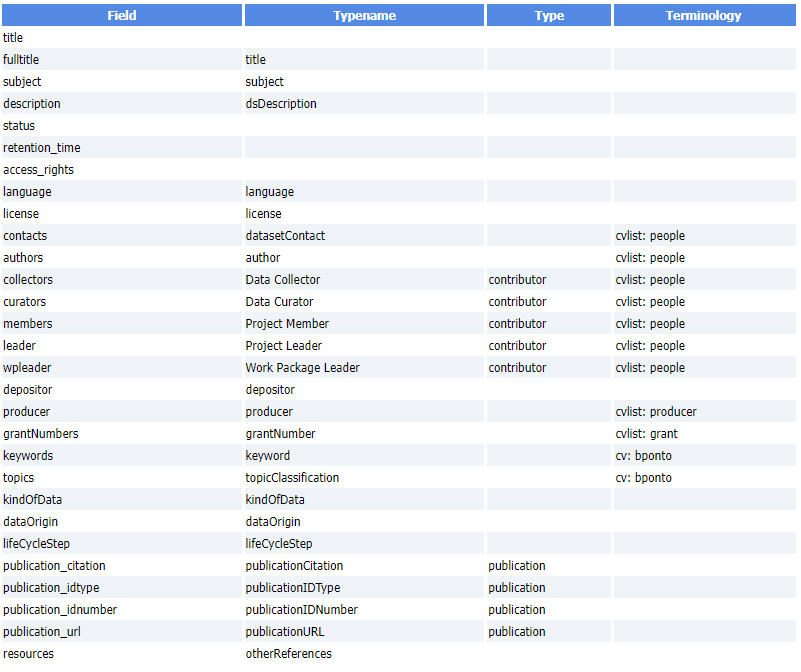 Field Typename Type Terminology
title
fulltitle title
subject subject
description dsDescription
status
retention_time
access_rights
language language
license license
contacts datasetContact cvlist: people
authors author cvlist: people
collectors Data Collector contributor cvlist: people
curators Data Curator contributor cvlist: people
members Project Member contributor cvlist: people
leader Project Leader contributor cvlist: people
wpleader Work Package Leader contributor cvlist: people
depositor depositor
producer producer cvlist: producer
grantNumbers grantNumber cvlist: grant
keywords keyword cv: bponto
topics topicClassification cv: bponto
kindOfData kindOfData
dataOrigin dataOrigin
lifeCycleStep lifeCycleStep
publication_citation publicationCitation publication
publication_idtype publicationIDType publication
publication_idnumber publicationIDNumber publication
publication_url publicationURL publication
resources otherReferences